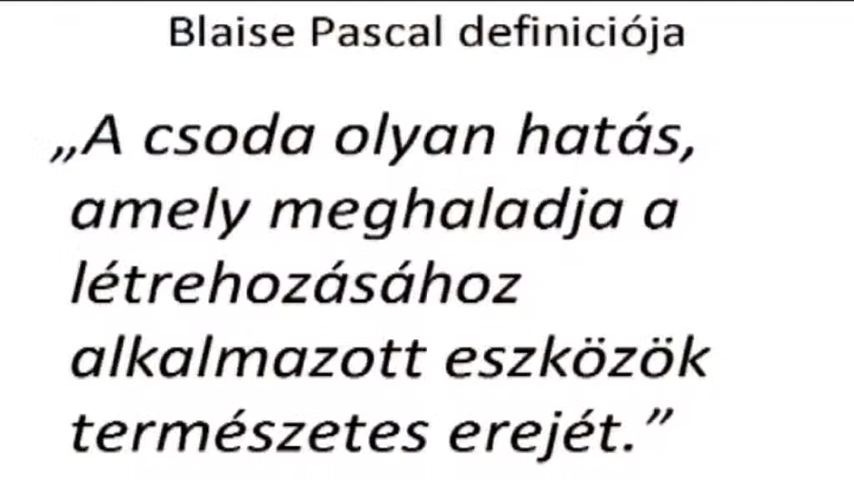 Blaise Pascal definiciója
„A csoda olyan hatás,
amely meghaladja a
létrehozásához
alkalmazott eszközök
természetes erejét.”